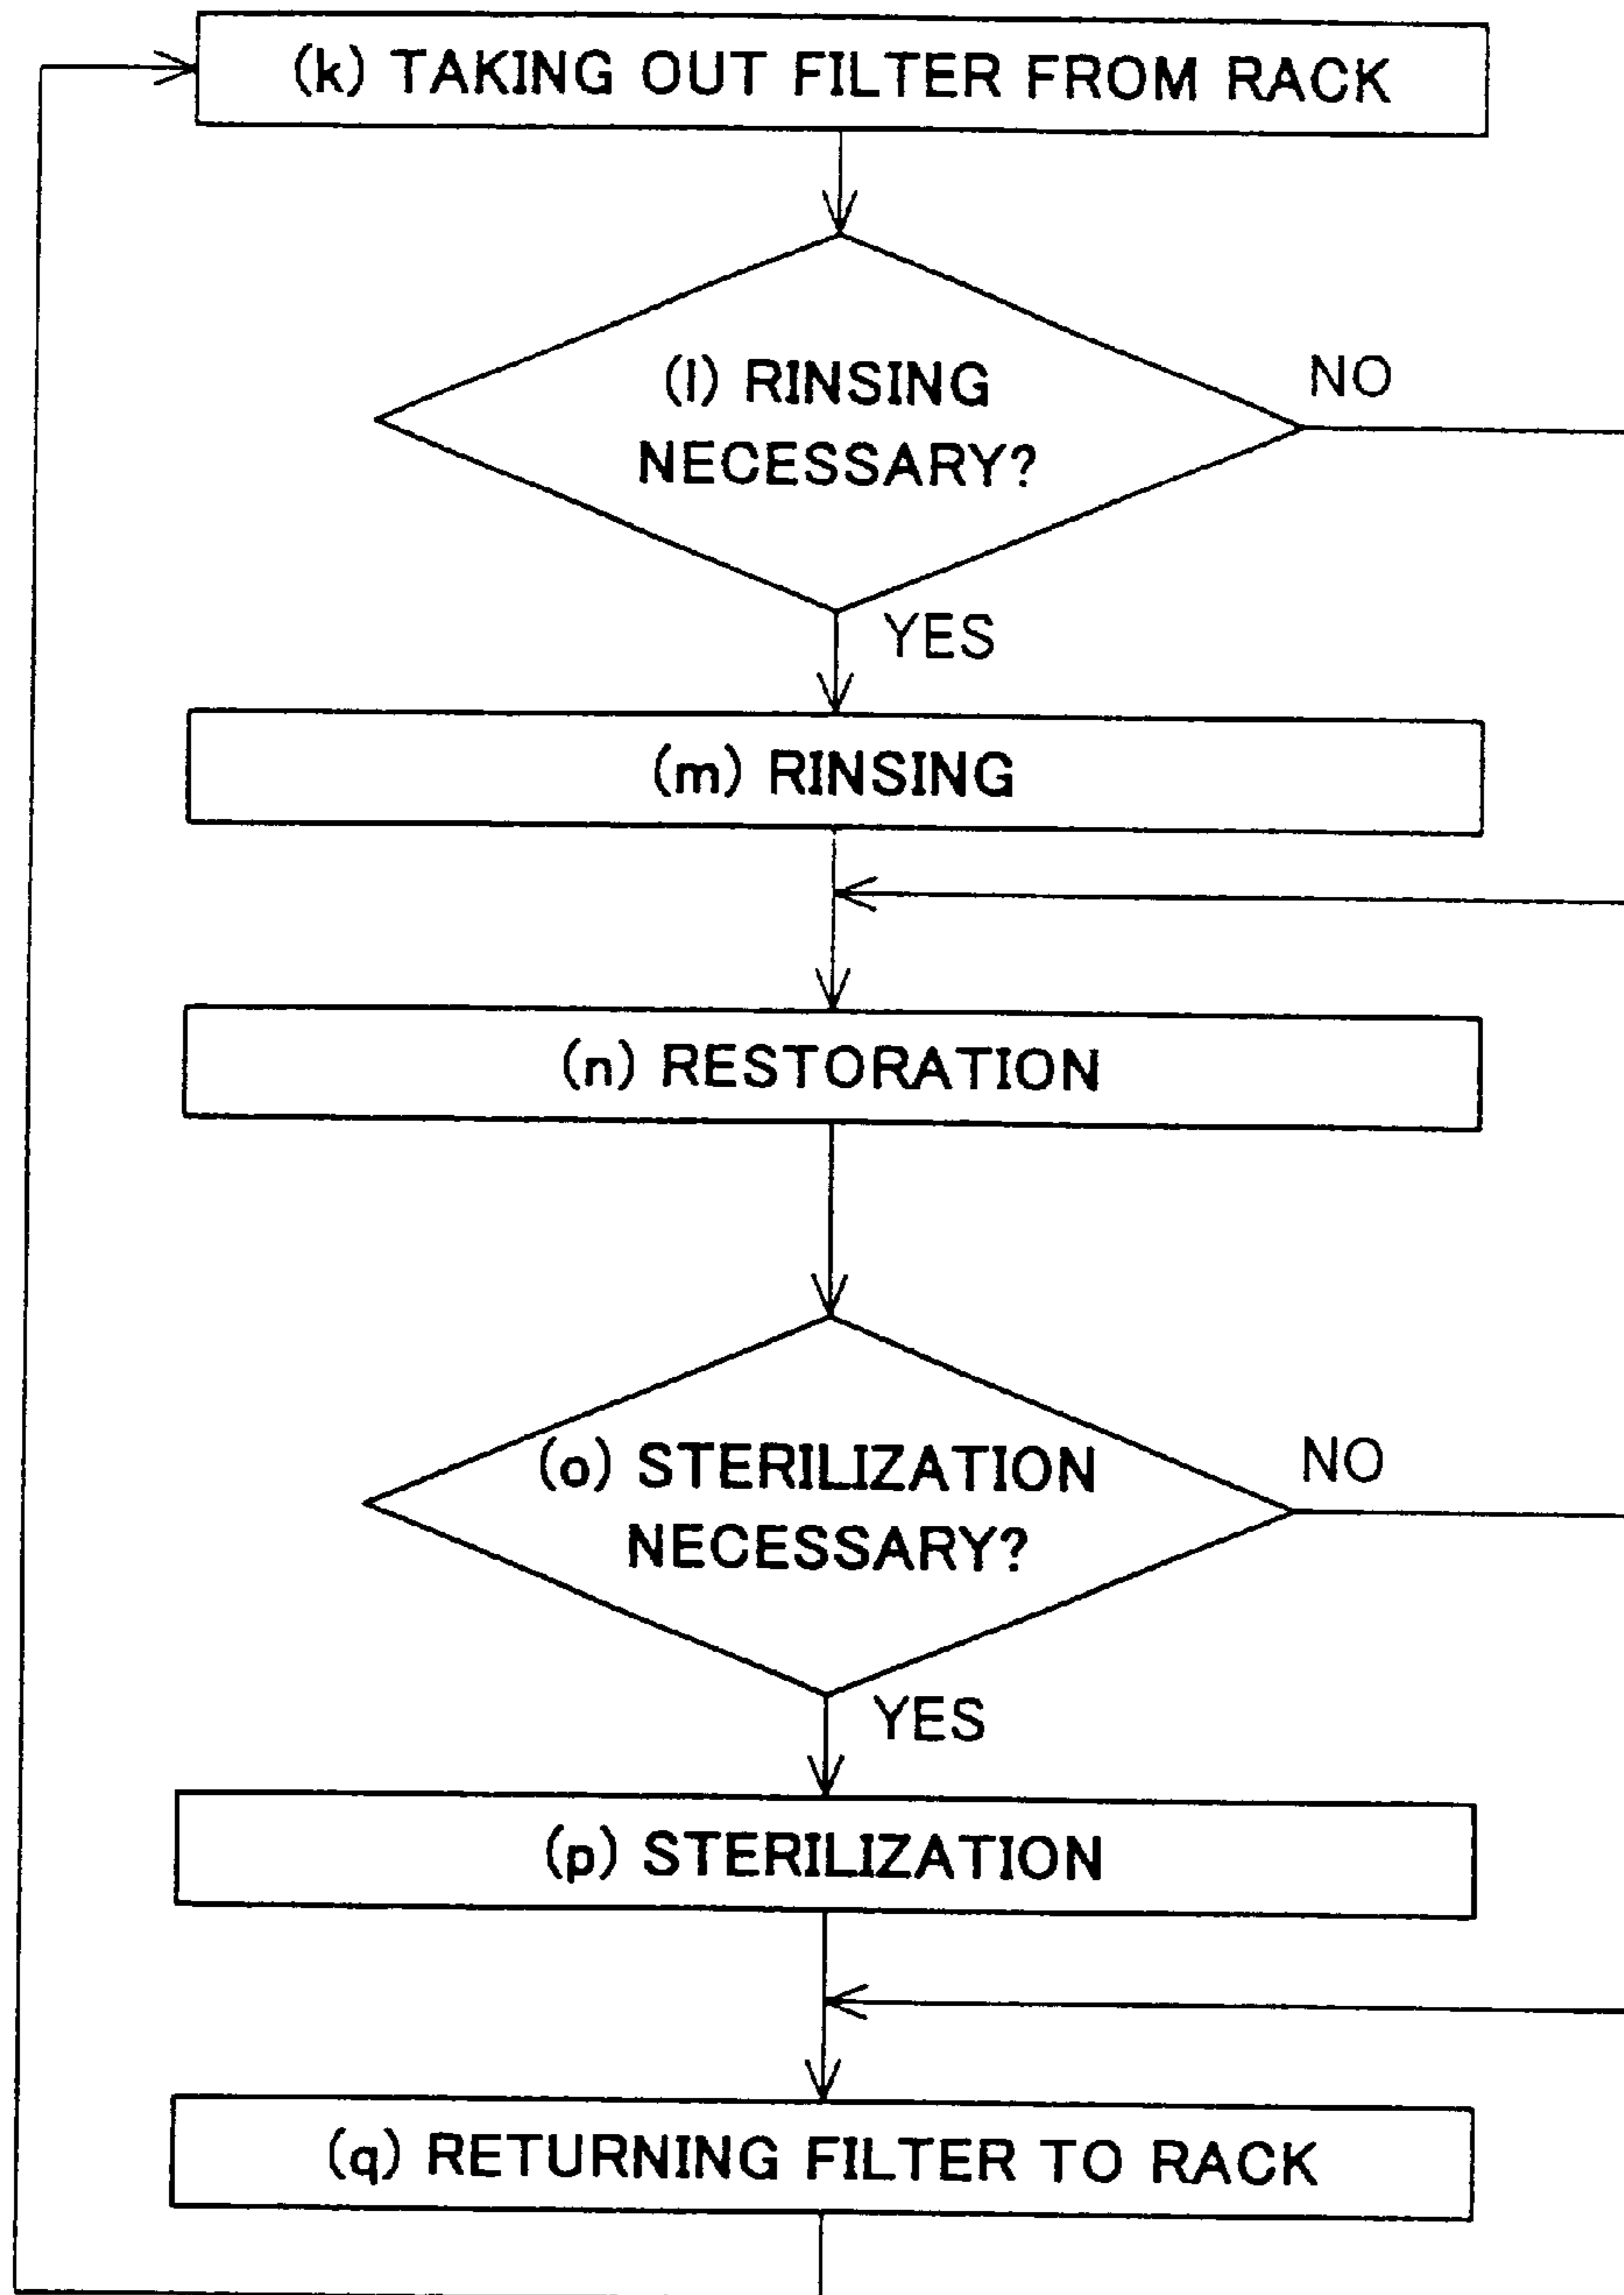 (k) TAKING OUT FILTER FROM RACK
(l) RINSING
NECESSARY?
NO
YES
(m) RINSING
(n) RESTORATION
(o) STERILIZATION
NECESSARY?
NO
YES
(p) STERILIZATION
(q) RETURNING FILTER TO RACK